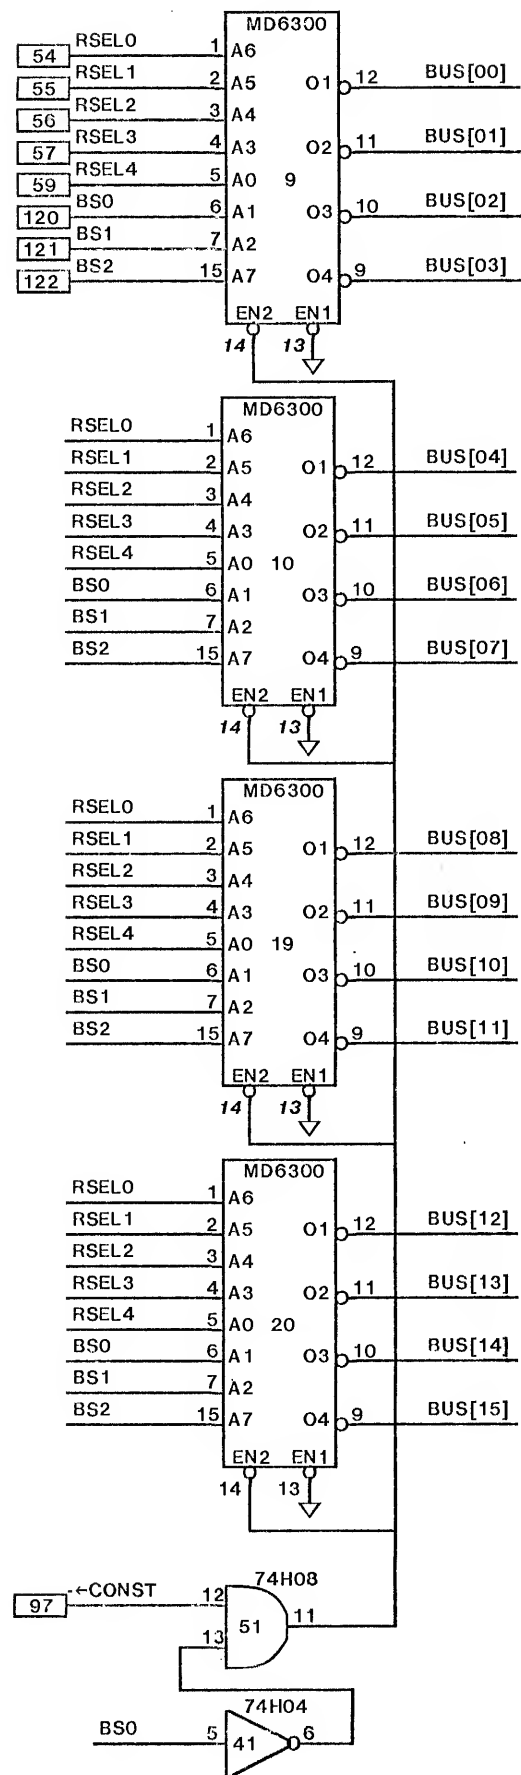 MD6300
54 RSEL0 1 A6
55 RSEL1 2 A5 O1 12 BUS[00]
56 RSEL2 3 A4
57 RSEL3 4 A3 O2 11 BUS[01]
59 RSEL4 5 A0 9
120 BS0 6 A1 O3 10 BUS[02]
121 BS1 7 A2
122 BS2 15 A7 O4 9 BUS[03]
EN2 EN1
14 13
MD6300
RSEL0 1 A6
RSEL1 2 A5 O1 12 BUS[04]
RSEL2 3 A4
RSEL3 4 A3 O2 11 BUS[05]
RSEL4 5 A0 10
BS0 6 A1 O3 10 BUS[06]
BS1 7 A2
BS2 15 A7 O4 9 BUS[07]
EN2 EN1
14 13
MD6300
RSEL0 1 A6
RSEL1 2 A5 O1 12 BUS[08]
RSEL2 3 A4
RSEL3 4 A3 O2 11 BUS[09]
RSEL4 5 A0 19
BS0 6 A1 O3 10 BUS[10]
BS1 7 A2
BS2 15 A7 O4 9 BUS[11]
EN2 EN1
14 13
MD6300
RSEL0 1 A6
RSEL1 2 A5 O1 12 BUS[12]
RSEL2 3 A4
RSEL3 4 A3 O2 11 BUS[13]
RSEL4 5 A0 20
BS0 6 A1 O3 10 BUS[14]
BS1 7 A2
BS2 15 A7 O4 9 BUS[15]
EN2 EN1
14 13
74H08
97 -←CONST 12
51 11
13
74H04
BS0 5 41 6